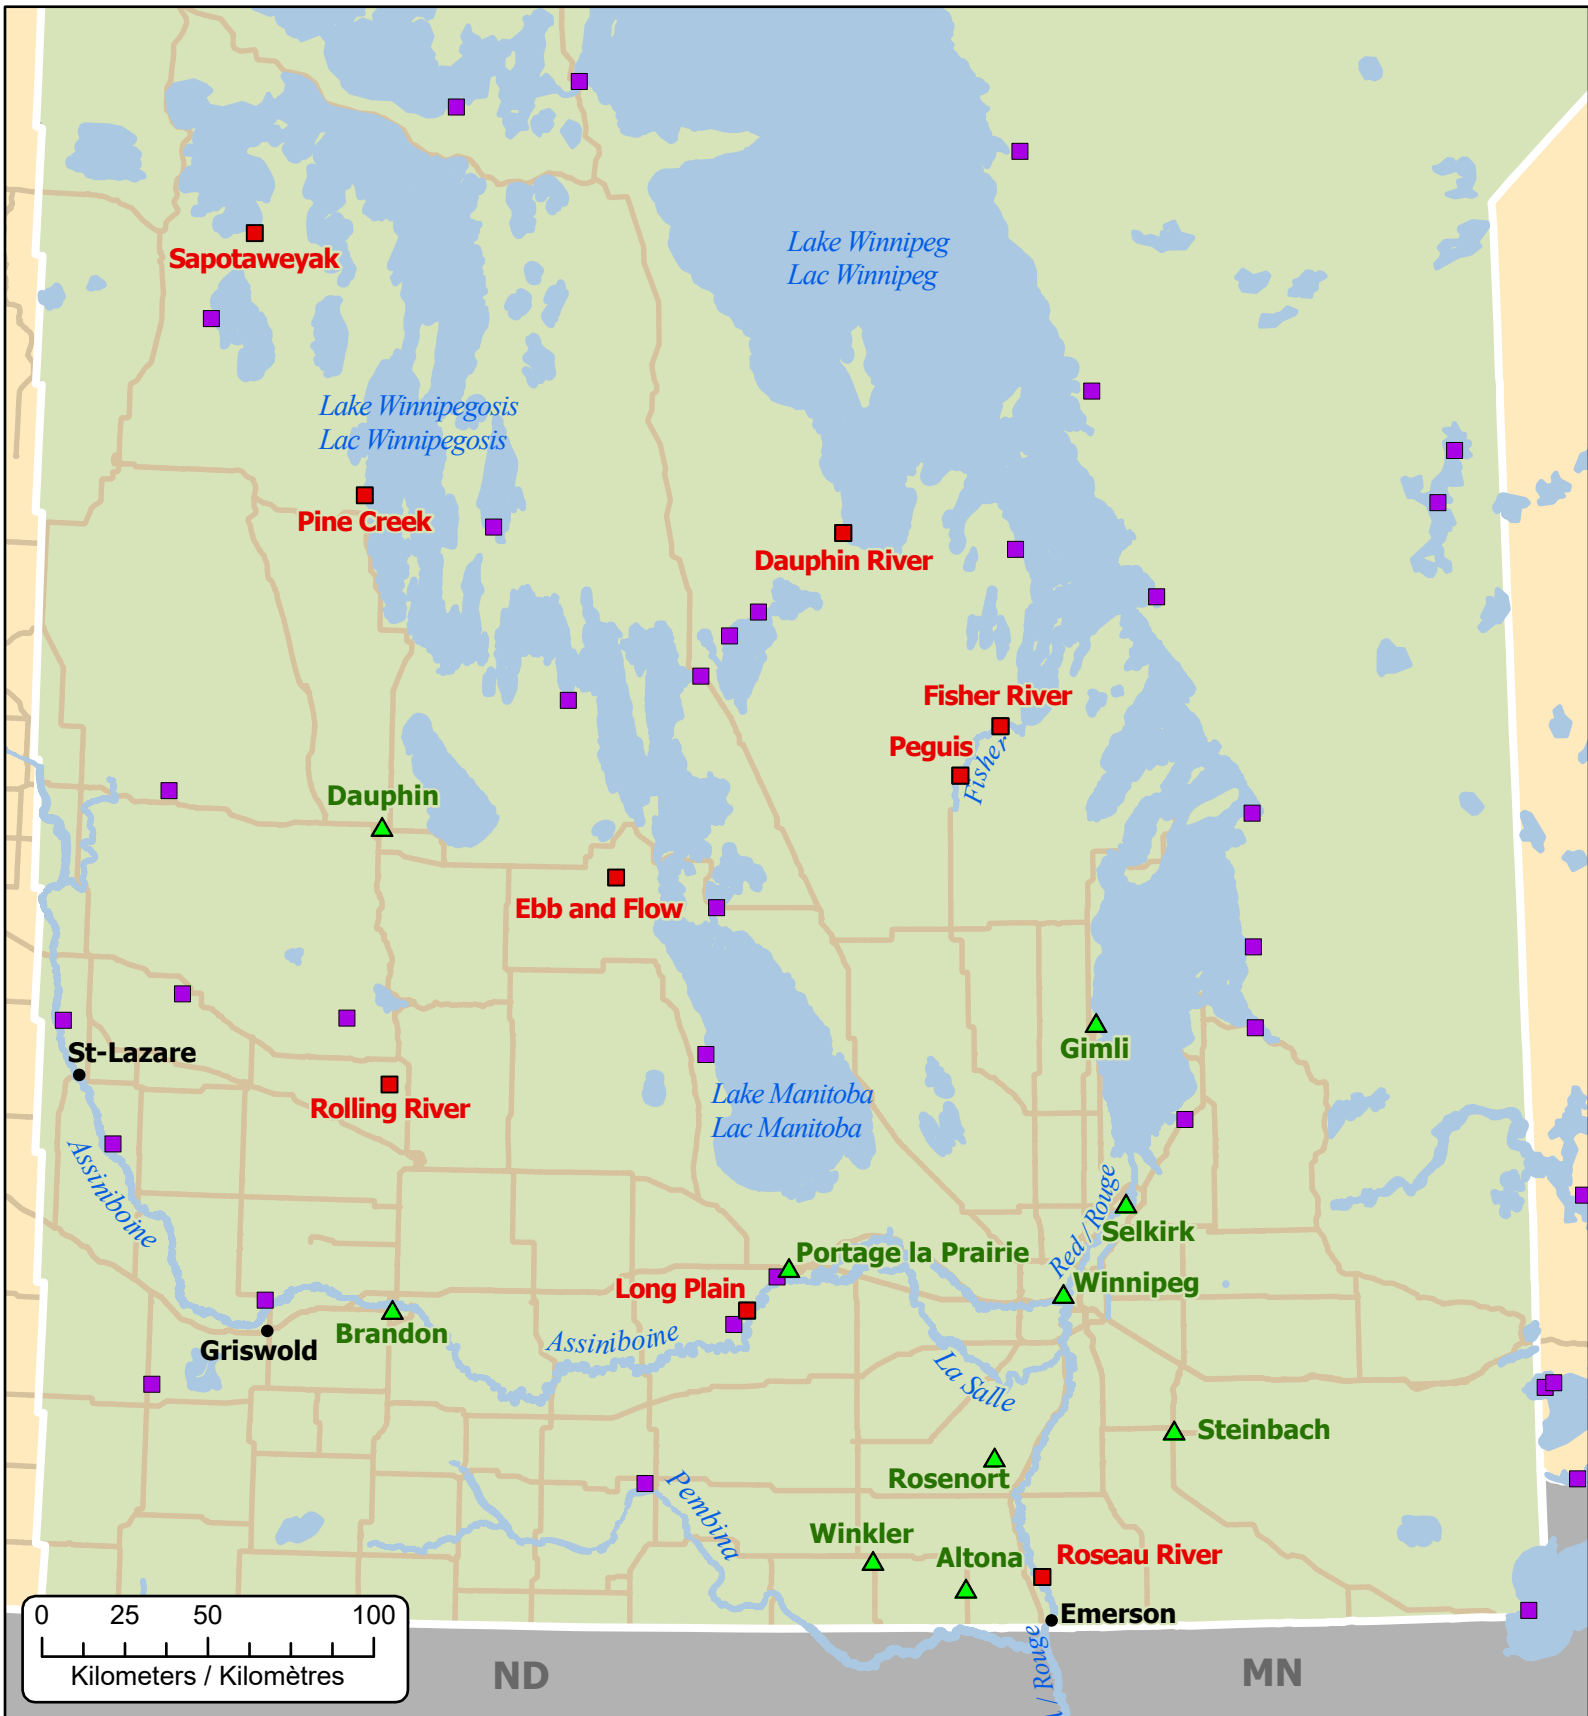 Lake Winnipeg
Lac Winnipeg
Sapotaweyak
Lake Winnipegosis
Lac Winnipegosis
Pine Creek
Dauphin River
Fisher River
Peguis
Fisher
Dauphin
Ebb and Flow
Gimli
St-Lazare
Rolling River
Lake Manitoba
Lac Manitoba
Assiniboine
Red / Rouge
Selkirk
Portage la Prairie
Winnipeg
Long Plain
Brandon
Griswold
Assiniboine
La Salle
Steinbach
Rosenort
Pembina
Winkler
Altona
Roseau River
Emerson
0 25 50 100
Kilometers / Kilomètres
ND
MN
/ Rouge